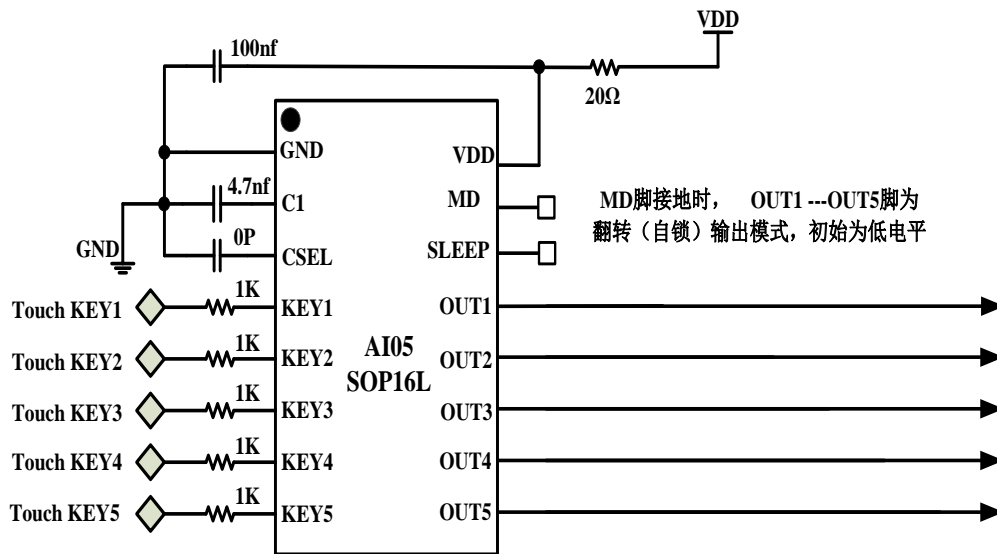 VDD
100nf
20Ω
GND
VDD
4.7nf
C1
MD
MD脚接地时， OUT1 ---OUT5脚为
翻转（自锁）输出模式，初始为低电平
0P
GND
CSEL
SLEEP
Touch KEY1
1K
KEY1
OUT1
Touch KEY2
1K
KEY2
OUT2
AI05
SOP16L
Touch KEY3
1K
KEY3
OUT3
Touch KEY4
1K
KEY4
OUT4
Touch KEY5
1K
KEY5
OUT5